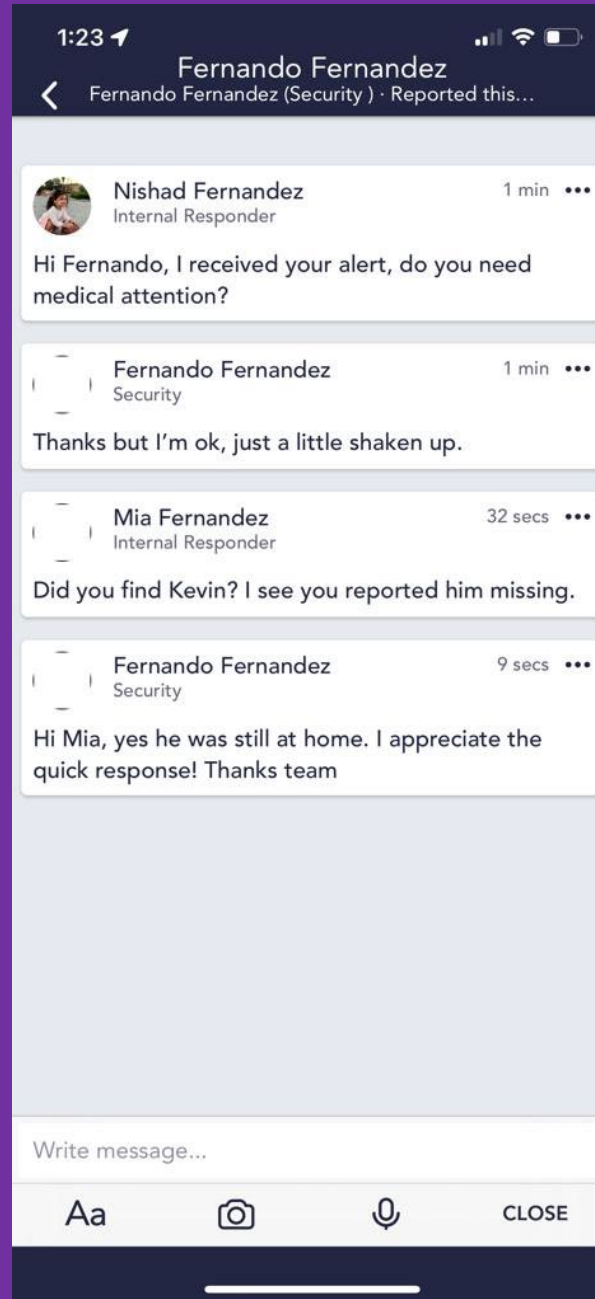 1:23
Fernando Fernandez
Fernando Fernandez (Security ) · Reported this...
Nishad Fernandez
1 min
Internal Responder
Hi Fernando, I received your alert, do you need
medical attention?
Fernando Fernandez
1 min
Security
Thanks but I'm ok, just a little shaken up.
Mia Fernandez
32 secs
Internal Responder
Did you find Kevin? I see you reported him missing.
Fernando Fernandez
9 secs
Security
Hi Mia, yes he was still at home. I appreciate the
quick response! Thanks team
Write message...
Aa
CLOSE